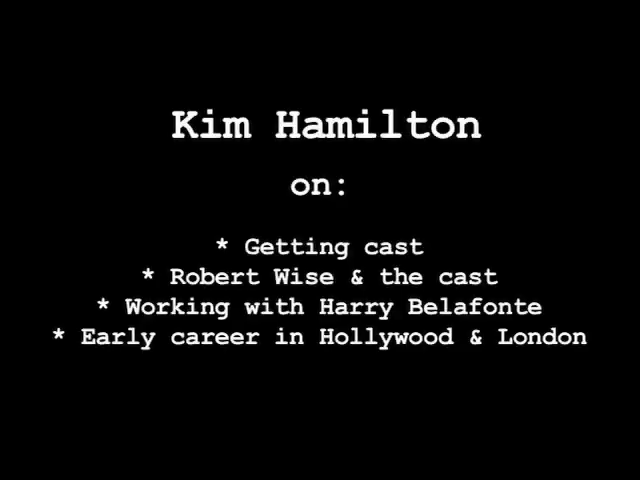 Kim Hamilton
on:
* Getting cast
* Robert Wise & the cast
* Working with Harry Belafonte
* Early career in Hollywood & London